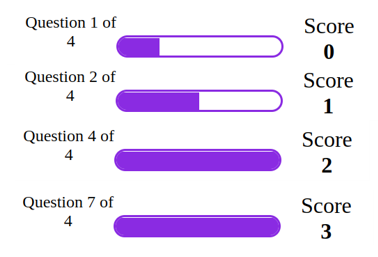 Question 1 of
4
Score
0
Question 2 of
4
Score
1
Question 4 of
4
Score
2
Question 7 of
4
Score
3